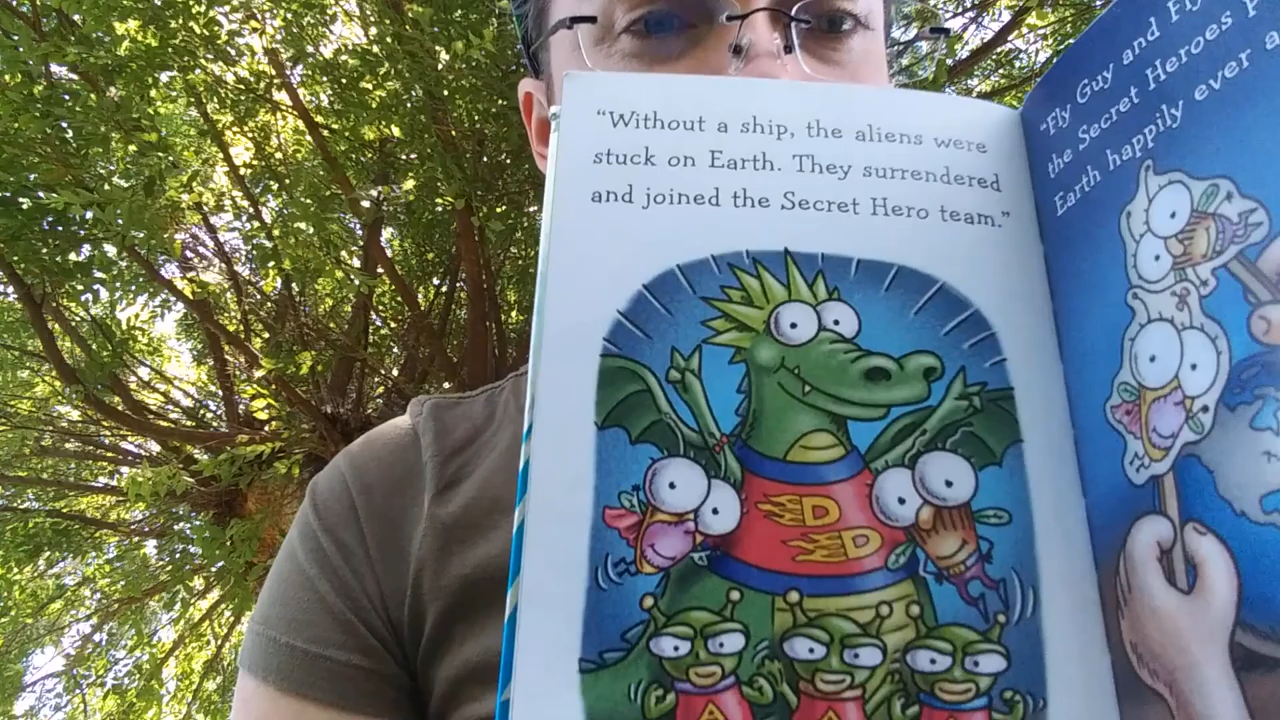 “Without a ship, the aliens were
stuck on Earth. They surrendered
and joined the Secret Hero team.”
D
D
A
A
A
“Fly Guy and Fly
the Secret Heroes
Earth happily ever